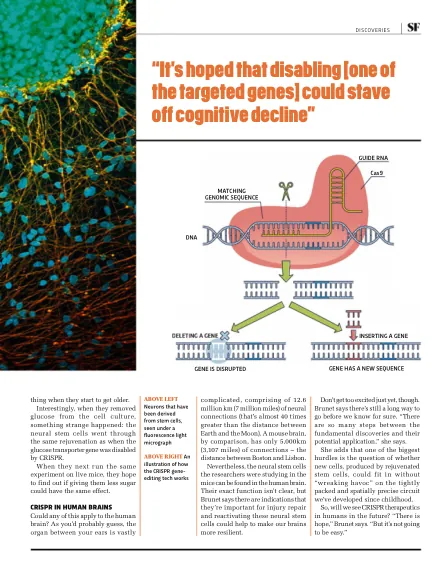 DISCOVERIES
SF
“It’s hoped that disabling [one of
the targeted genes] could stave
off cognitive decline”
GUIDE RNA
Cas9
MATCHING
GENOMIC SEQUENCE
DNA
DELETING A GENE
INSERTING A GENE
GENE IS DISRUPTED
GENE HAS A NEW SEQUENCE
thing when they start to get older.
Interestingly, when they removed
glucose from the cell culture,
something strange happened: the
neural stem cells went through
the same rejuvenation as when the
glucose transporter gene was disabled
by CRISPR.
When they next run the same
experiment on live mice, they hope
to find out if giving them less sugar
could have the same effect.
CRISPR IN HUMAN BRAINS
Could any of this apply to the human
brain? As you’d probably guess, the
organ between your ears is vastly
ABOVE LEFT
Neurons that have
been derived
from stem cells,
seen under a
fluorescence light
micrograph
ABOVE RIGHT An
illustration of how
the CRISPR gene-
editing tech works
complicated, comprising of 12.6
million km (7 million miles) of neural
connections (that’s almost 40 times
greater than the distance between
Earth and the Moon). A mouse brain,
by comparison, has only 5,000km
(3,107 miles) of connections – the
distance between Boston and Lisbon.
Nevertheless, the neural stem cells
the researchers were studying in the
mice can be found in the human brain.
Their exact function isn’t clear, but
Brunet says there are indications that
they’re important for injury repair
and reactivating these neural stem
cells could help to make our brains
more resilient.
Don’t get too excited just yet, though.
Brunet says there’s still a long way to
go before we know for sure. “There
are so many steps between the
fundamental discoveries and their
potential application,” she says.
She adds that one of the biggest
hurdles is the question of whether
new cells, produced by rejuvenated
stem cells, could fit in without
“wreaking havoc” on the tightly
packed and spatially precise circuit
we’ve developed since childhood.
So, will we see CRISPR therapeutics
in humans in the future? “There is
hope,” Brunet says. “But it’s not going
to be easy.”